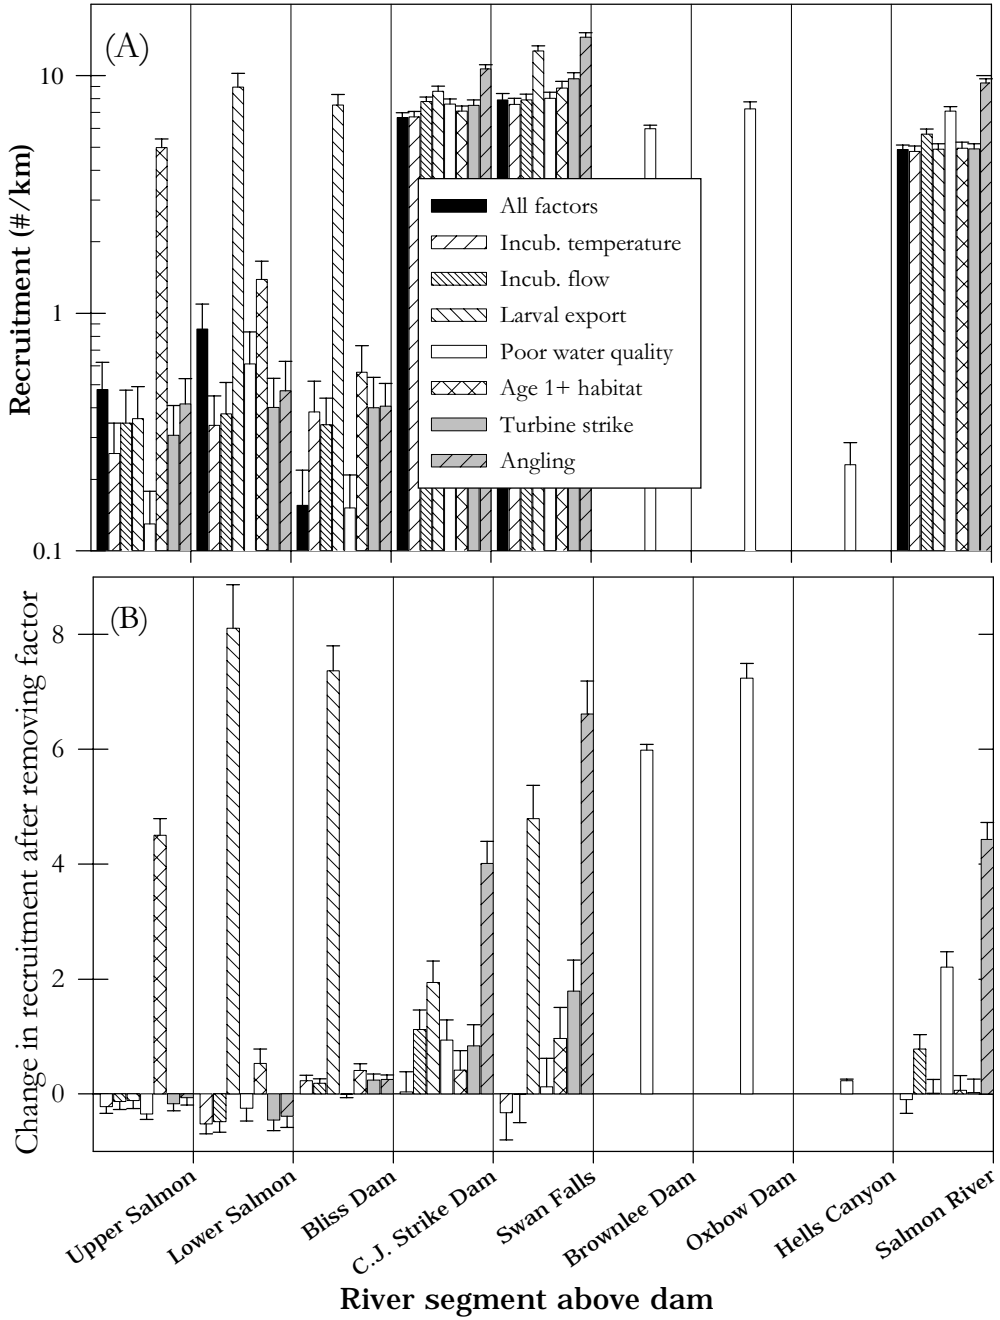 (A)
Recruitment (#/km)
10
1
0.1
All factors
Incub. temperature
Incub. flow
Larval export
Poor water quality
Age 1+ habitat
Turbine strike
Angling
(B)
Change in recruitment after removing factor
8
6
4
2
0
Upper Salmon
Lower Salmon
Bliss Dam
C.J. Strike Dam
Swan Falls
Brownlee Dam
Oxbow Dam
Hells Canyon
Salmon River
River segment above dam